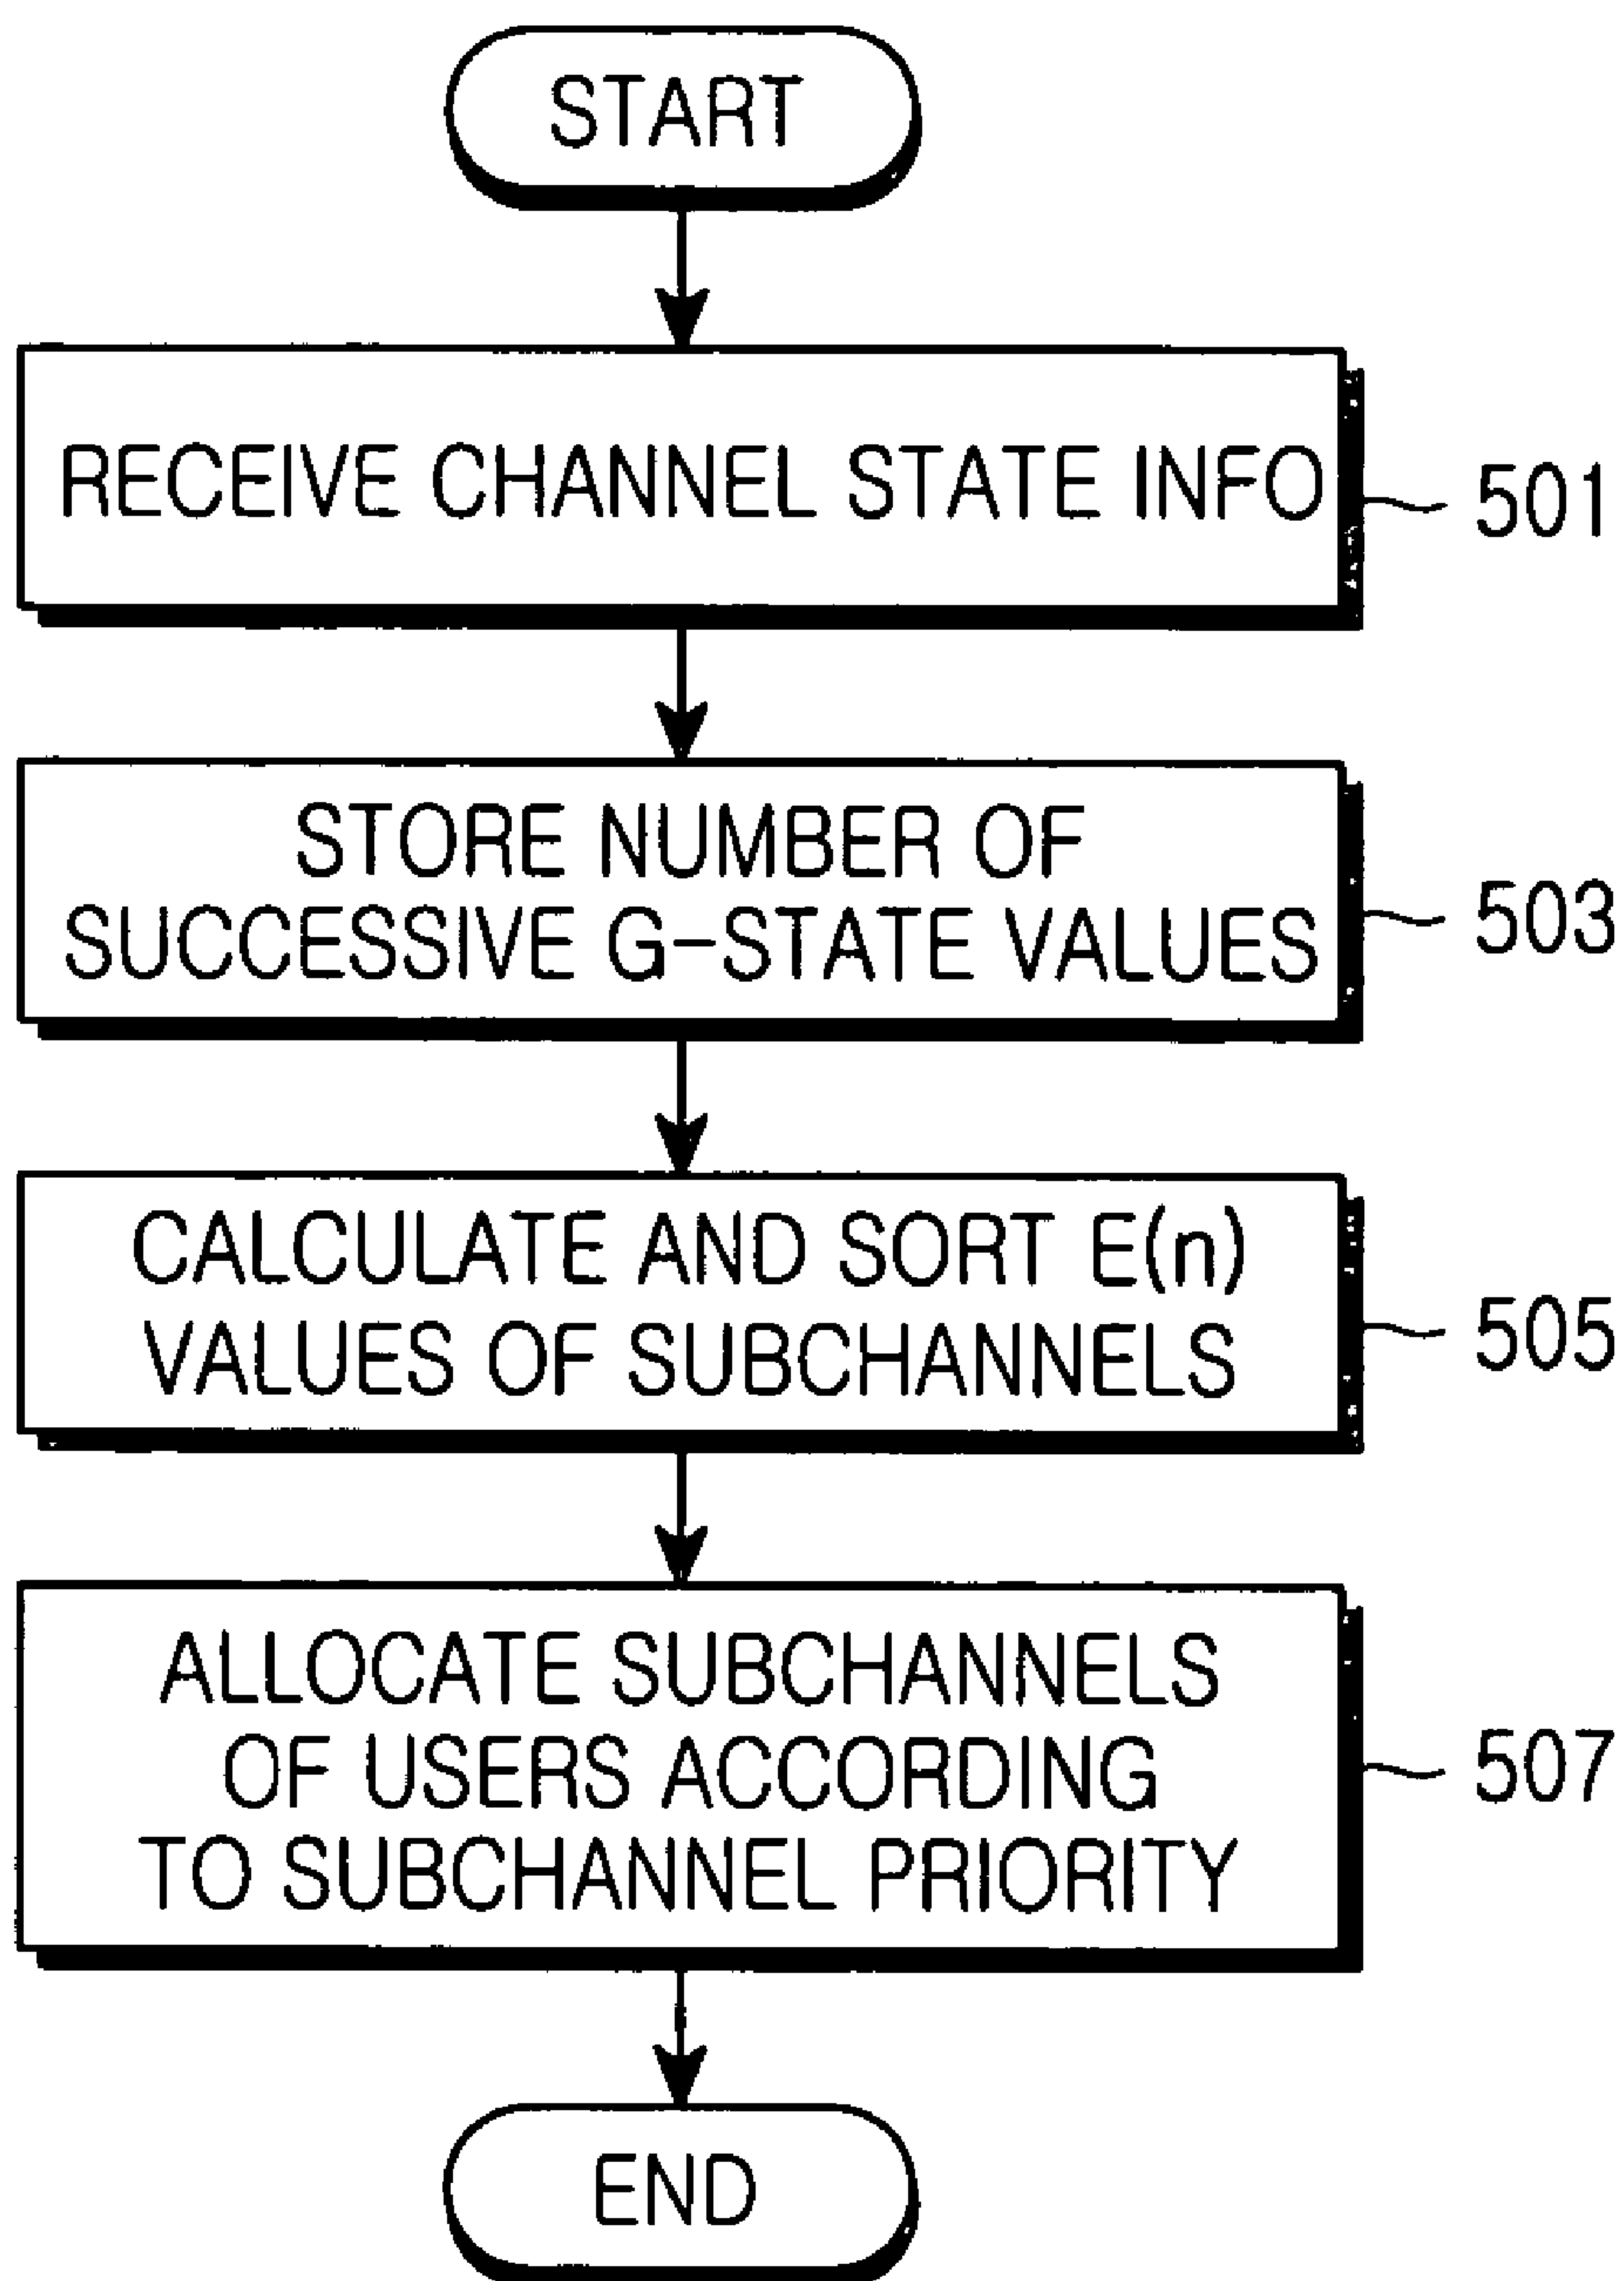 START
RECEIVE CHANNEL STATE INFO
501
STORE NUMBER OF
SUCCESSIVE G-STATE VALUES
503
CALCULATE AND SORT E(n)
VALUES OF SUBCHANNELS
505
ALLOCATE SUBCHANNELS
OF USERS ACCORDING
TO SUBCHANNEL PRIORITY
507
END